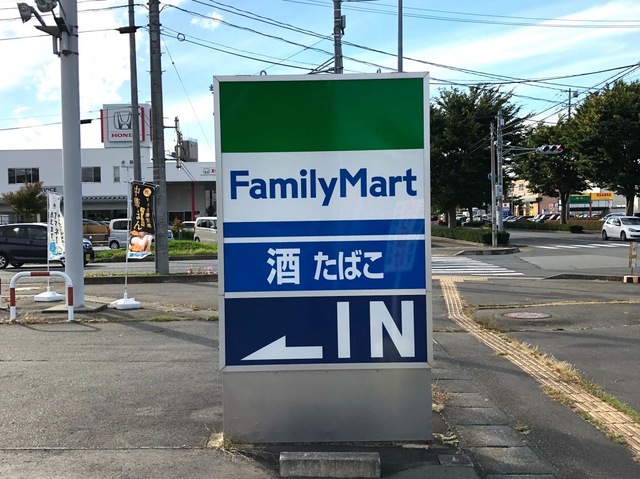 FamilyMart
酒 たばこ
IN
HONDA